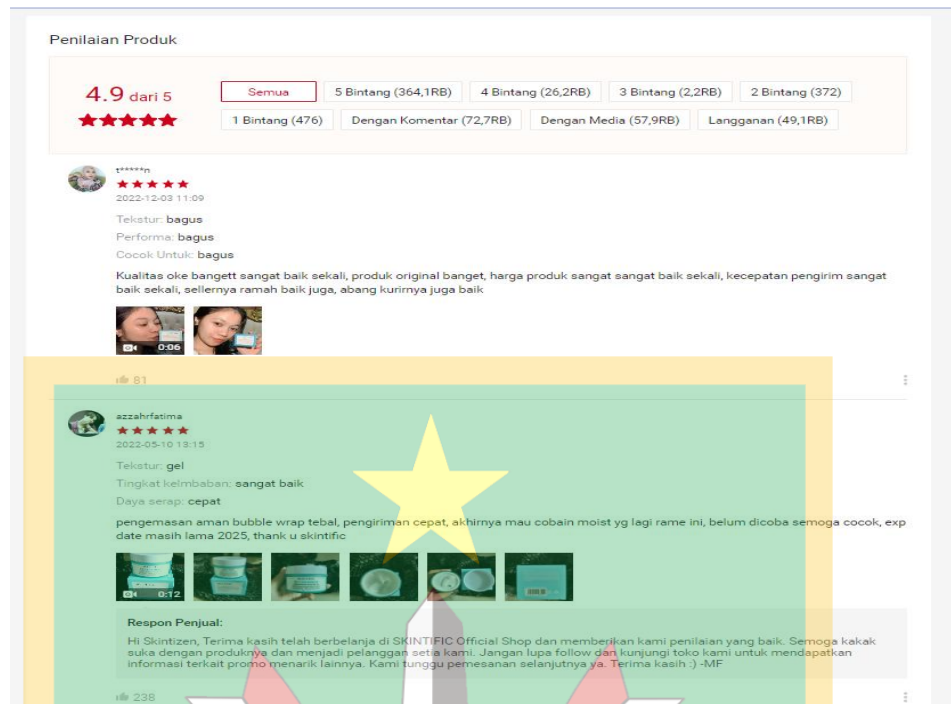 Penilaian Produk
4.9 dari 5
Semua
5 Bintang (364,1RB)
4 Bintang (26,2RB)
3 Bintang (2,2RB)
2 Bintang (372)
1 Bintang (476)
Dengan Komentar (72,7RB)
Dengan Media (57,9RB)
Langganan (49,1RB)
t*****n
2022-12-03 11:09
Tekstur: bagus
Performa: bagus
Cocok Untuk: bagus
Kualitas oke bangett sangat baik sekali, produk original banget, harga produk sangat sangat baik sekali, kecepatan pengirim sangat
baik sekali, sellernya ramah baik juga, abang kurirnya juga baik
0:06
81
azzahrfatima
2022-05-10 13:15
Tekstur: gel
Tingkat kelmbaban: sangat baik
Daya serap: cepat
pengemasan aman bubble wrap tebal, pengiriman cepat, akhirnya mau cobain moist yg lagi rame ini, belum dicoba semoga cocok, exp
date masih lama 2025, thank u skintific
0:12
Respon Penjual:
Hi Skintizen, Terima kasih telah berbelanja di SKINTIFIC Official Shop dan memberikan kami penilaian yang baik. Semoga kakak
suka dengan produknya dan menjadi pelanggan setia kami. Jangan lupa follow dan kunjungi toko kami untuk mendapatkan
informasi terkait promo menarik lainnya. Kami tunggu pemesanan selanjutnya ya. Terima kasih :) -MF
238